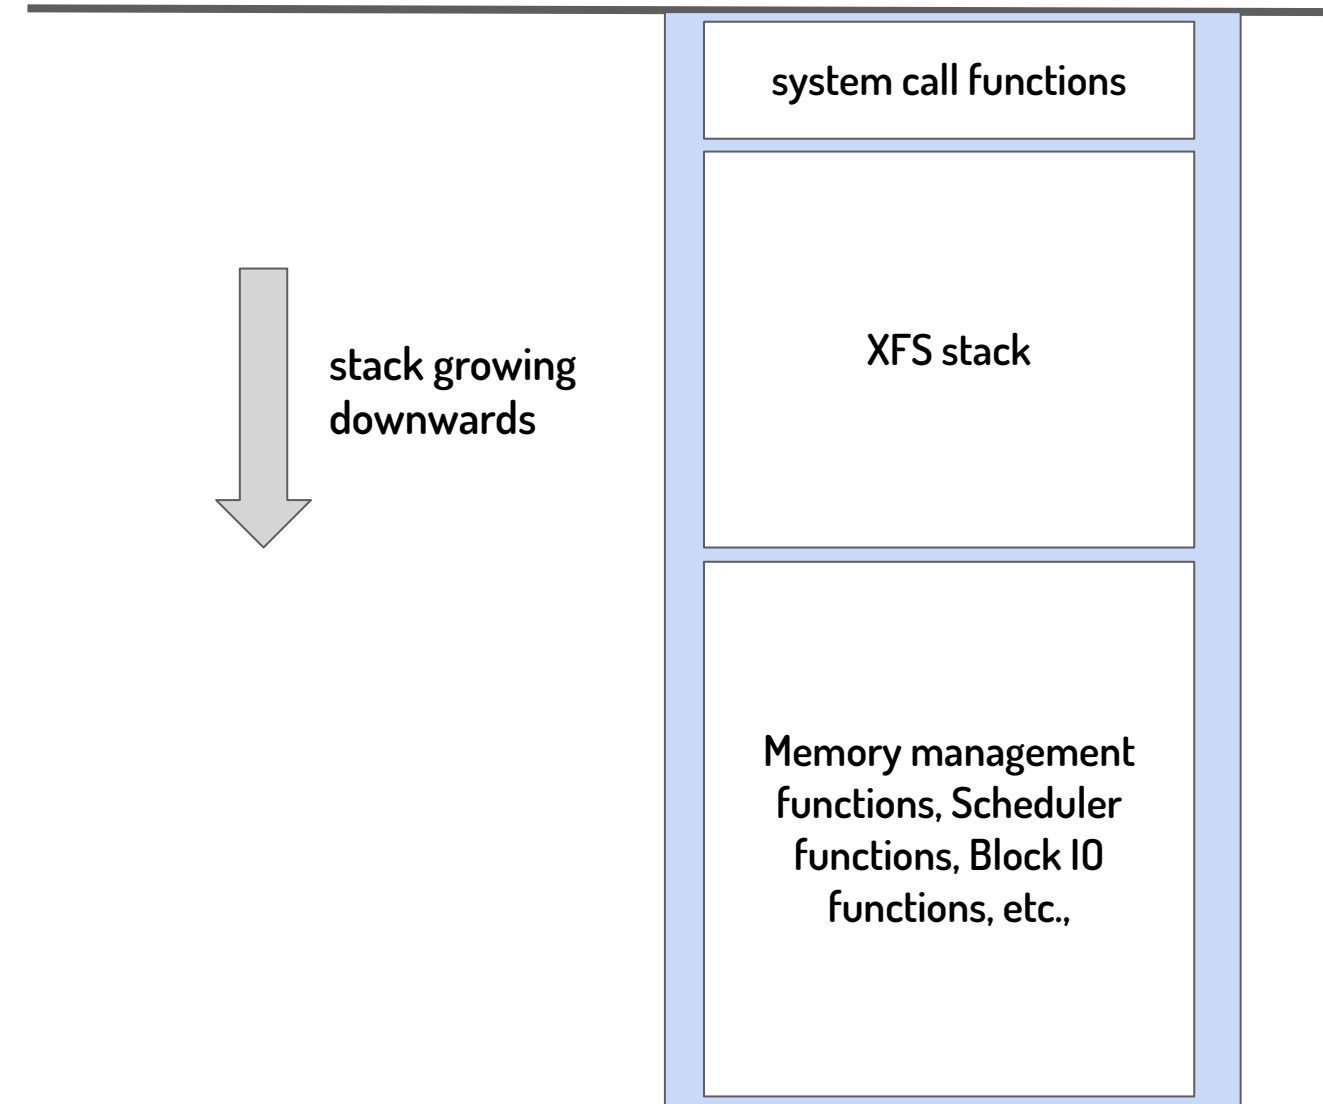 system call functions
stack growing
downwards
XFS stack
Memory management
functions, Scheduler
functions, Block IO
functions, etc.,